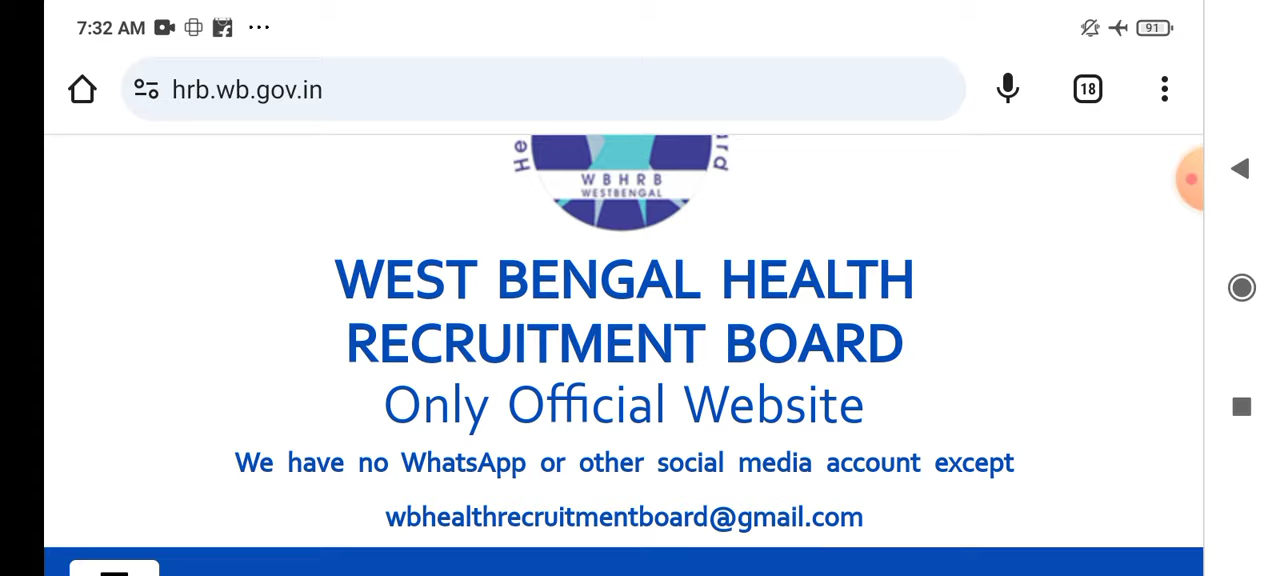 7:32 AM
91
hrb.wb.gov.in
18
WBHRB
WESTBENGAL
WEST BENGAL HEALTH
RECRUITMENT BOARD
Only Official Website
We have no WhatsApp or other social media account except
wbhealthrecruitmentboard@gmail.com